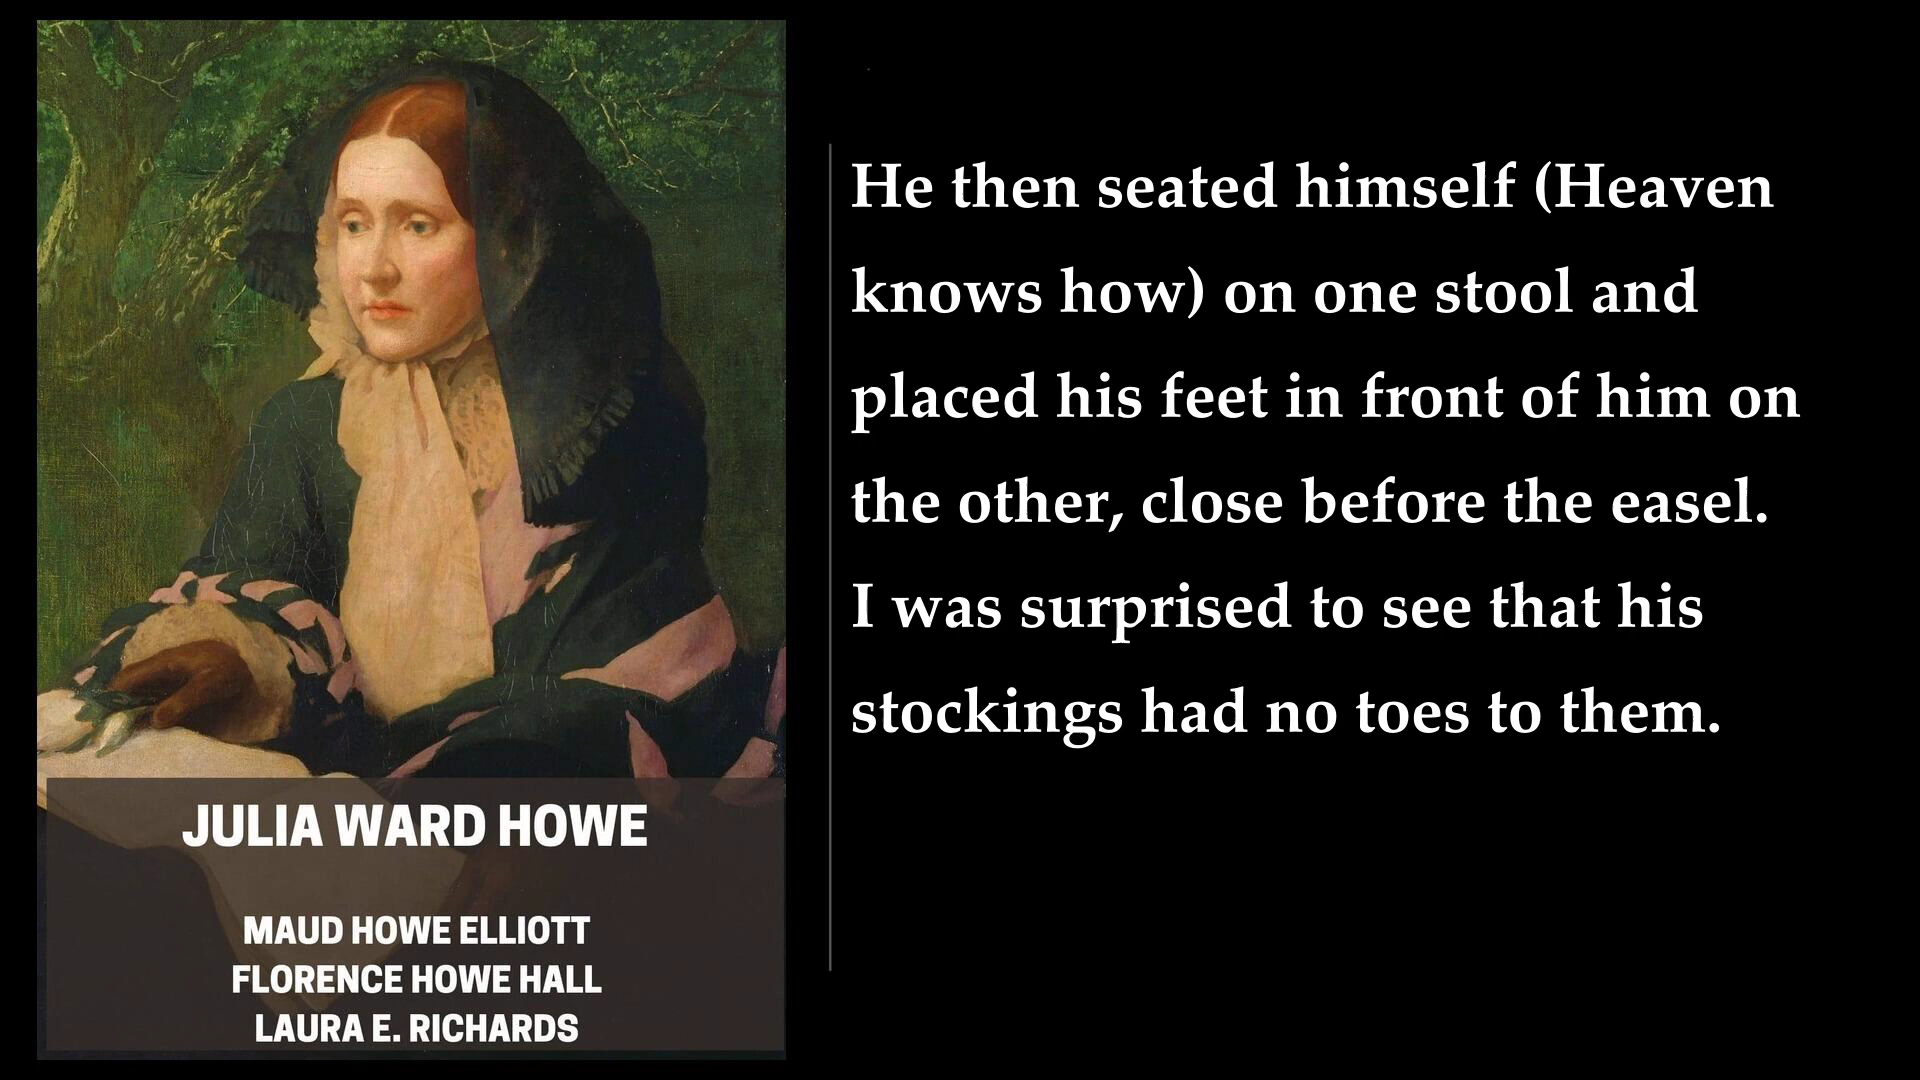 JULIA WARD HOWE
MAUD HOWE ELLIOTT
FLORENCE HOWE HALL
LAURA E. RICHARDS
He then seated himself (Heaven
knows how) on one stool and
placed his feet in front of him on
the other, close before the easel.
I was surprised to see that his
stockings had no toes to them.